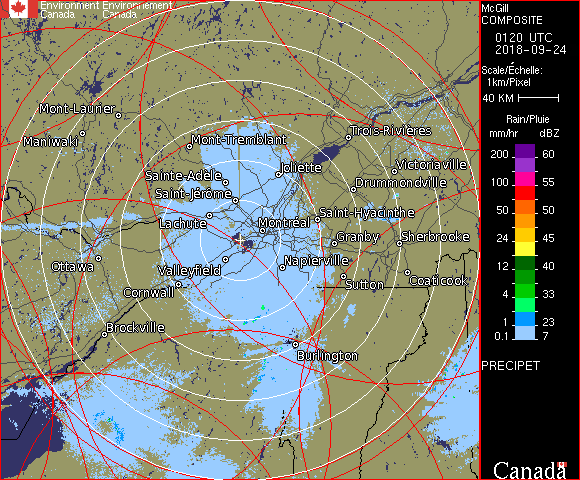 Environment Environnement
Canada Canada
McGill
COMPOSITE
0120 UTC
2018-09-24
Scale/Échelle:
1km/Pixel
40 KM
Rain/Pluie
mm/hr dBZ
200 60
100 55
50 50
24 45
12 40
4 33
1 23
0.1 7
PRECIPET
Canada
Mont-Laurier
Maniwaki
Mont-Tremblant
Trois-Rivières
Sainte-Adèle
Joliette
Victoriaville
Saint-Jérôme
Drummondville
Lachute
Montréal
Saint-Hyacinthe
Granby
Sherbrooke
Ottawa
Valleyfield
Napierville
Cornwall
Sutton
Coaticook
Brockville
Burlington